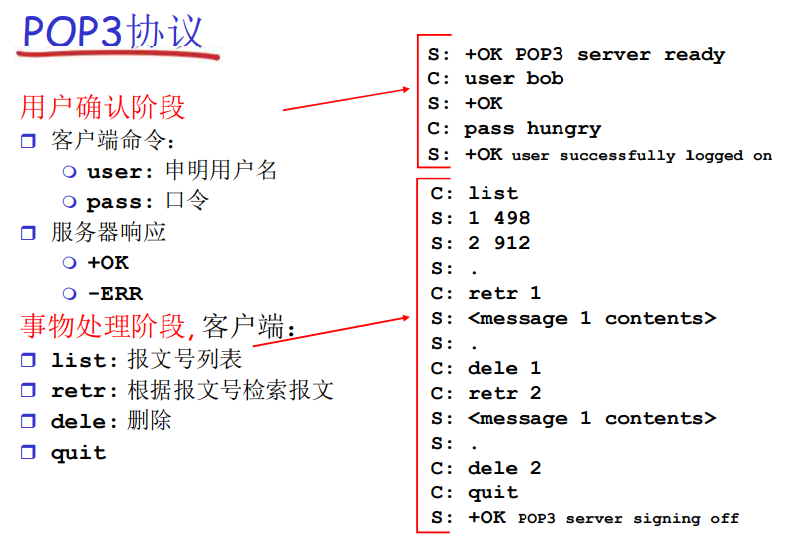 POP3协议
用户确认阶段
客户端命令:
user: 申明用户名
pass: 口令
服务器响应
+OK
-ERR
事物处理阶段, 客户端:
list: 报文号列表
retr: 根据报文号检索报文
dele: 删除
quit
S: +OK POP3 server ready
C: user bob
S: +OK
C: pass hungry
S: +OK user successfully logged on
C: list
S: 1 498
S: 2 912
S: .
C: retr 1
S: <message 1 contents>
S: .
C: dele 1
C: retr 2
S: <message 1 contents>
S: .
C: dele 2
C: quit
S: +OK POP3 server signing off